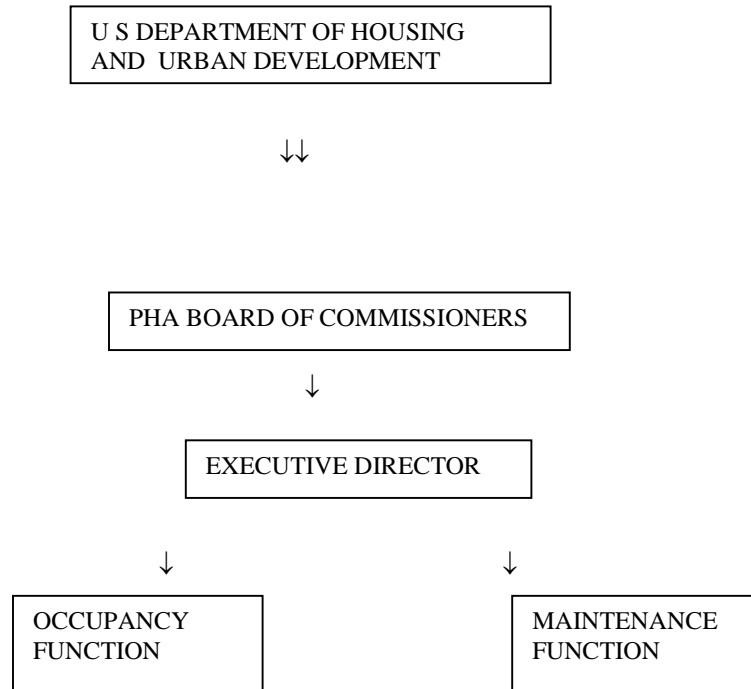 U S DEPARTMENT OF HOUSING
AND URBAN DEVELOPMENT
↓↓
PHA BOARD OF COMMISSIONERS
↓
EXECUTIVE DIRECTOR
↓ ↓
OCCUPANCY
FUNCTION
MAINTENANCE
FUNCTION